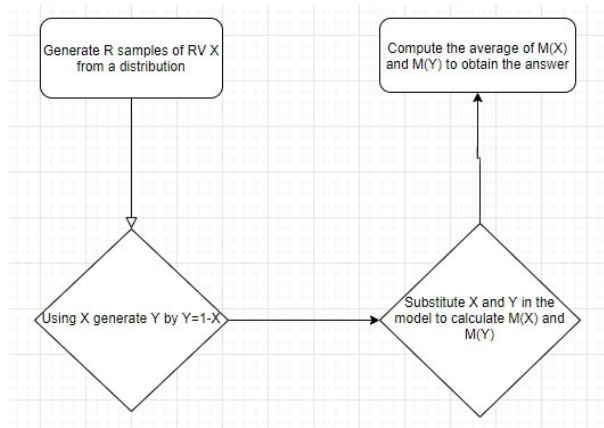 Generate R samples of RV X
from a distribution
Compute the average of M(X)
and M(Y) to obtain the answer
Using X generate Y by Y=1-X
Substitute X and Y in the
model to calculate M(X) and
M(Y)